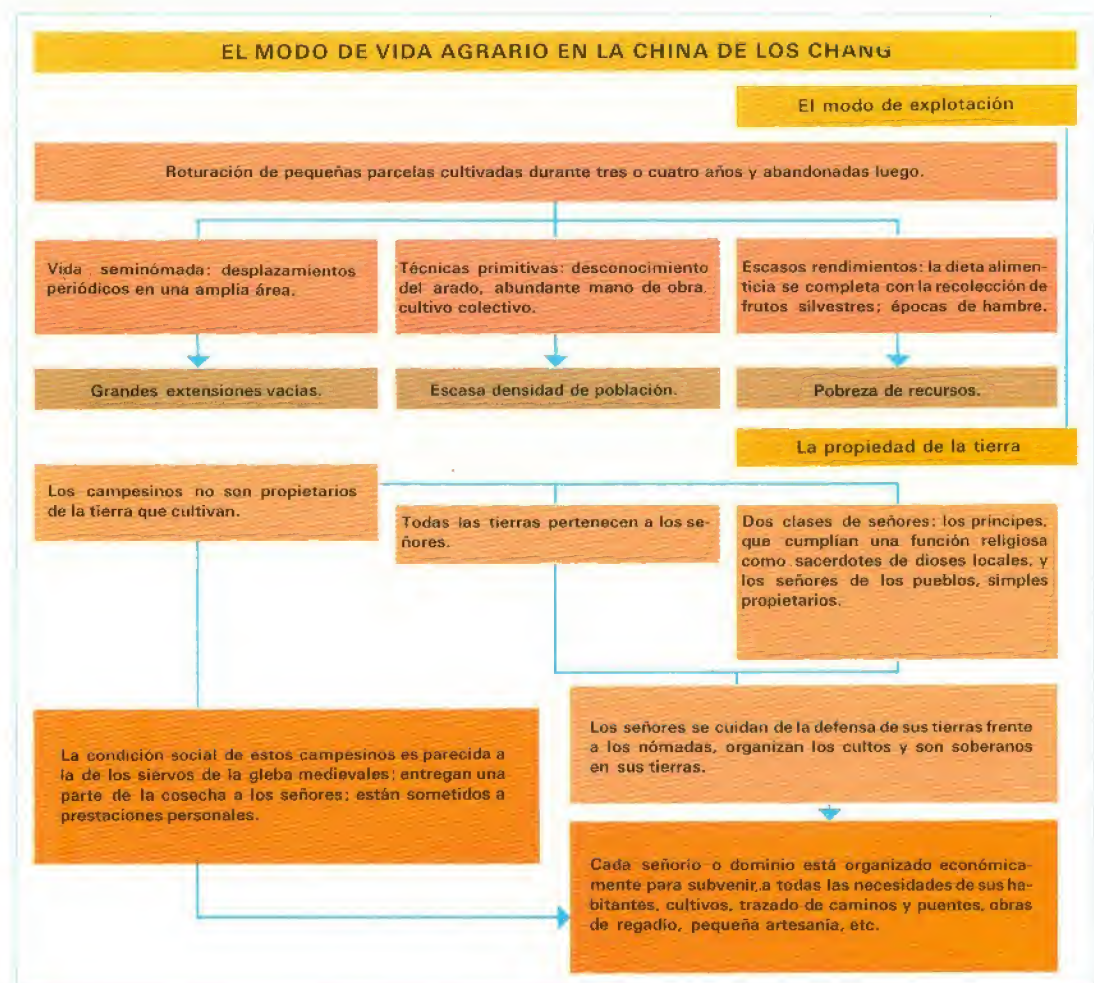 EL MODO DE VIDA AGRARIO EN LA CHINA DE LOS CHANG
El modo de explotación
Roturación de pequeñas parcelas cultivadas durante tres o cuatro años y abandonadas luego.
Vida seminómada: desplazamientos
periódicos en una amplia área.
Técnicas primitivas: desconocimiento
del arado, abundante mano de obra,
cultivo colectivo.
Escasos rendimientos: la dieta alimen-
ticia se completa con la recolección de
frutos silvestres; épocas de hambre.
Grandes extensiones vacias.
Escasa densidad de población.
Pobreza de recursos.
La propiedad de la tierra
Los campesinos no son propietarios
de la tierra que cultivan.
Todas las tierras pertenecen a los se-
ñores.
Dos clases de señores: los príncipes,
que cumplían una función religiosa
como sacerdotes de dioses locales, y
los señores de los pueblos, simples
propietarios.
La condición social de estos campesinos es parecida a
la de los siervos de la gleba medievales; entregan una
parte de la cosecha a los señores; están sometidos a
prestaciones personales.
Los señores se cuidan de la defensa de sus tierras frente
a los nómadas, organizan los cultos y son soberanos
en sus tierras.
Cada señorío o dominio está organizado económica-
mente para subvenir a todas las necesidades de sus ha-
bitantes, cultivos, trazado de caminos y puentes, obras
de regadío, pequeña artesanía, etc.